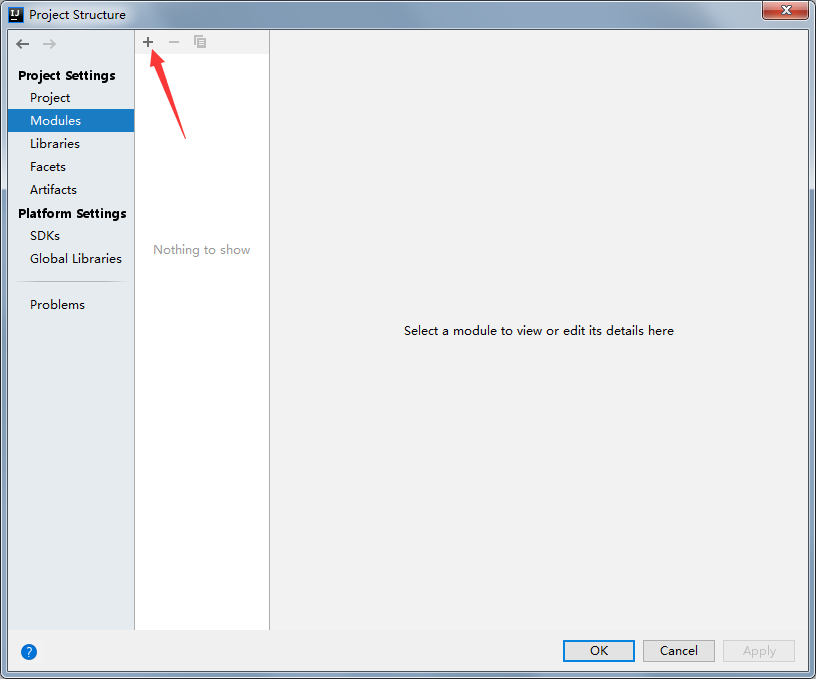 Project Structure
Project Settings
Project
Modules
Libraries
Facets
Artifacts
Platform Settings
SDKs
Global Libraries
Problems
Nothing to show
Select a module to view or edit its details here
?
OK
Cancel
Apply